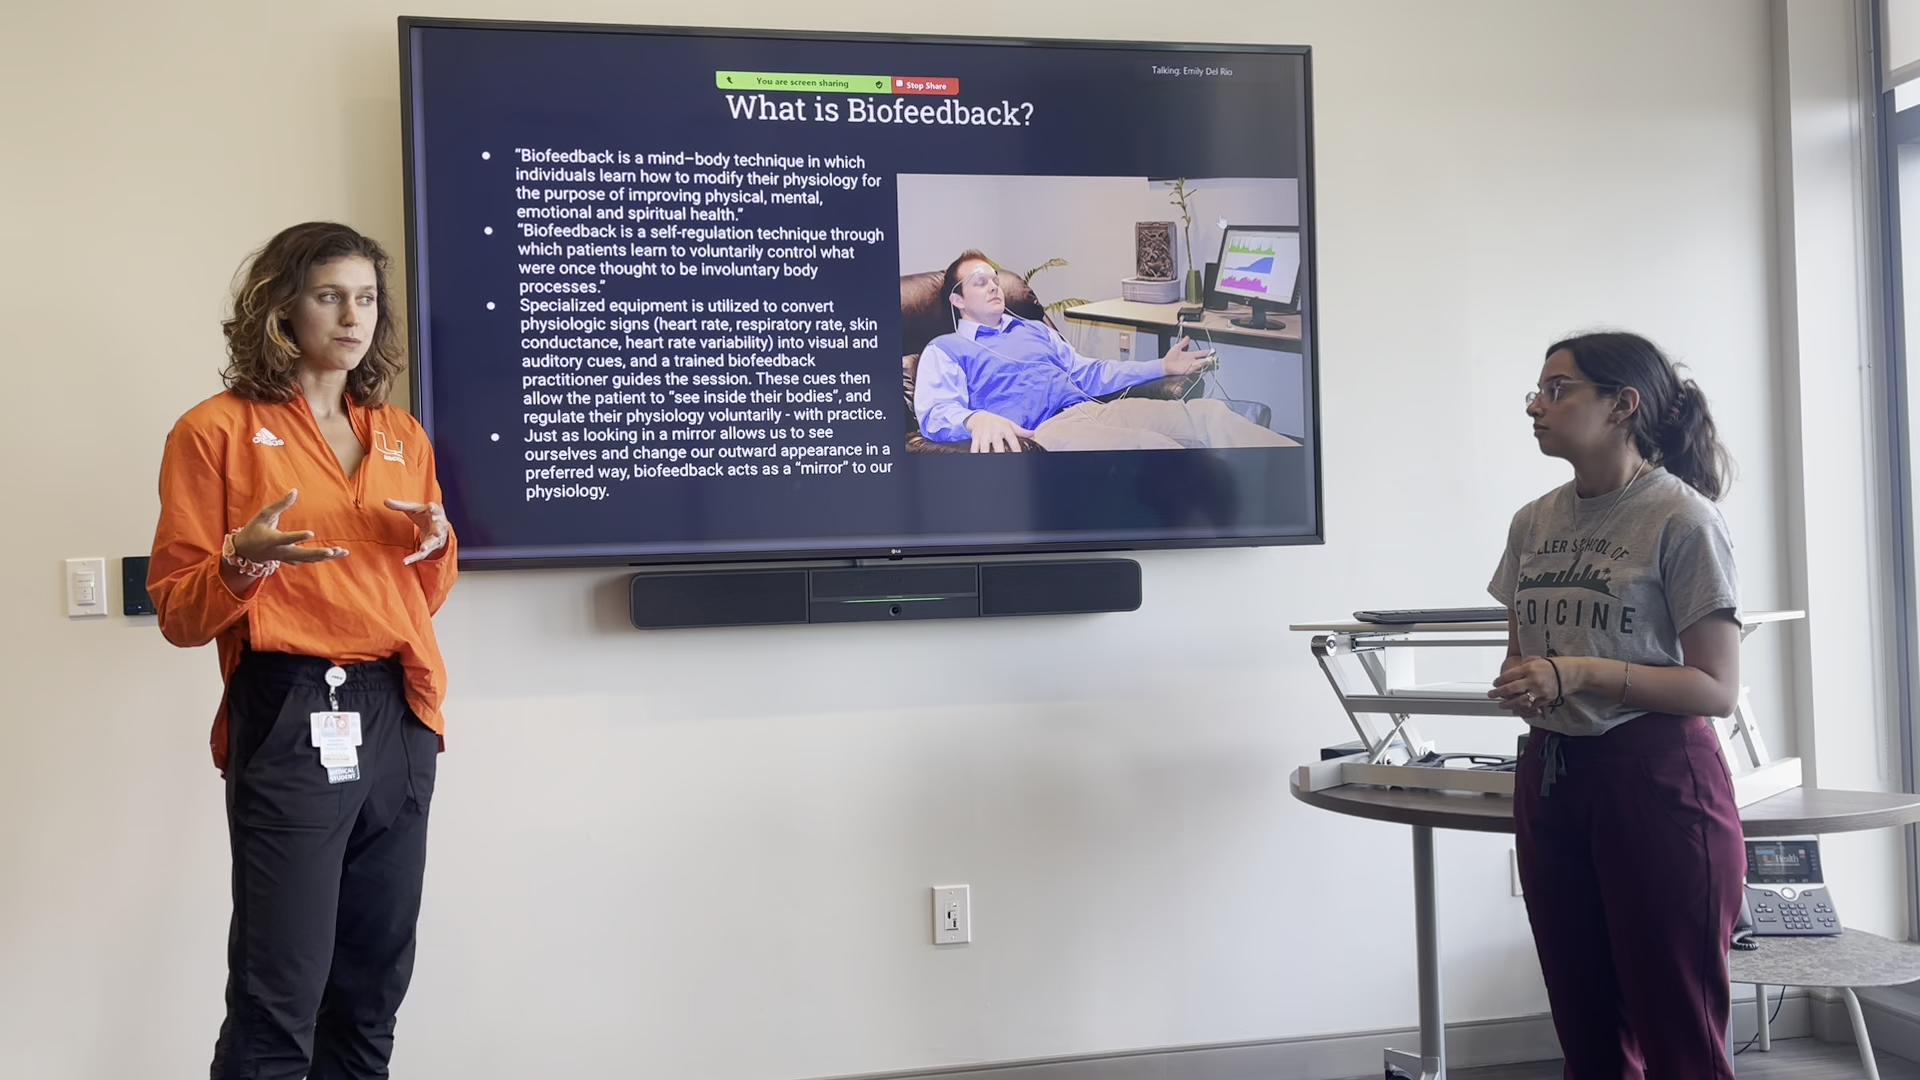 Talking: Emily Del Rio
You are screen sharing
Stop Share
What is Biofeedback?
• “Biofeedback is a mind–body technique in which
individuals learn how to modify their physiology for
the purpose of improving physical, mental,
emotional and spiritual health.”
• “Biofeedback is a self-regulation technique through
which patients learn to voluntarily control what
were once thought to be involuntary body
processes.”
• Specialized equipment is utilized to convert
physiologic signs (heart rate, respiratory rate, skin
conductance, heart rate variability) into visual and
auditory cues, and a trained biofeedback
practitioner guides the session. These cues then
allow the patient to “see inside their bodies”, and
regulate their physiology voluntarily - with practice.
• Just as looking in a mirror allows us to see
ourselves and change our outward appearance in a
preferred way, biofeedback acts as a “mirror” to our
physiology.
LG
adidas
U
MEDICAL
STUDENT
LLER SCHOOL OF
EDICINE
Health